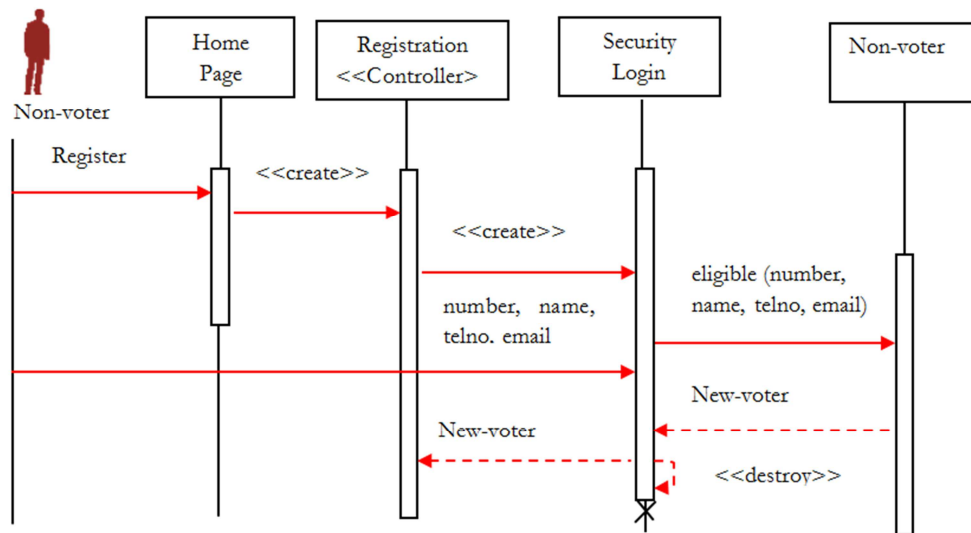 Home
Page
Registration
<<Controller>
Security
Login
Non-voter
Non-voter
Register
<<create>>
<<create>>
eligible (number,
name, telno, email)
number, name,
telno. email
New-voter
New-voter
<<destroy>>